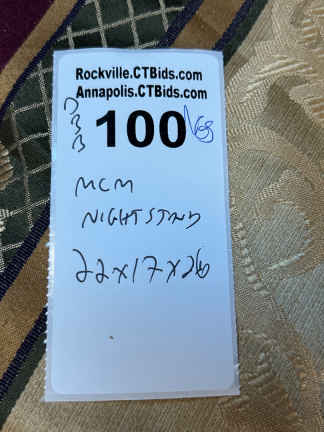 Rockville.CTBids.com
Annapolis.CTBids.com
100
MCM
NIGHTSTND
22x17x26